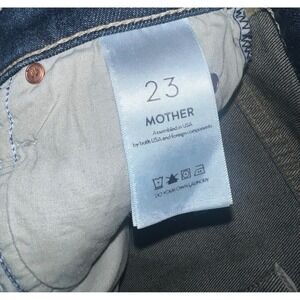 23
MOTHER
Assembled in USA
by both USA and foreign components
DO YOUR OWN LAUNDRY